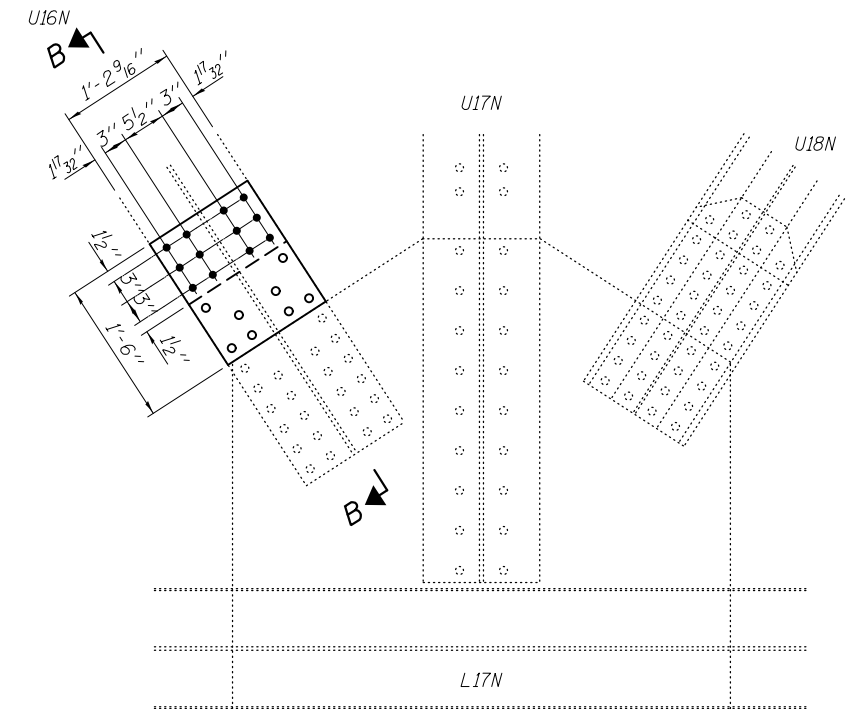 U16N
B
1'-2 9/16"
1 17/32"
3"
5 1/2"
3"
1 17/32"
U17N
U18N
1 1/2"
3"
3"
1'-6"
1 1/2"
B
L17N